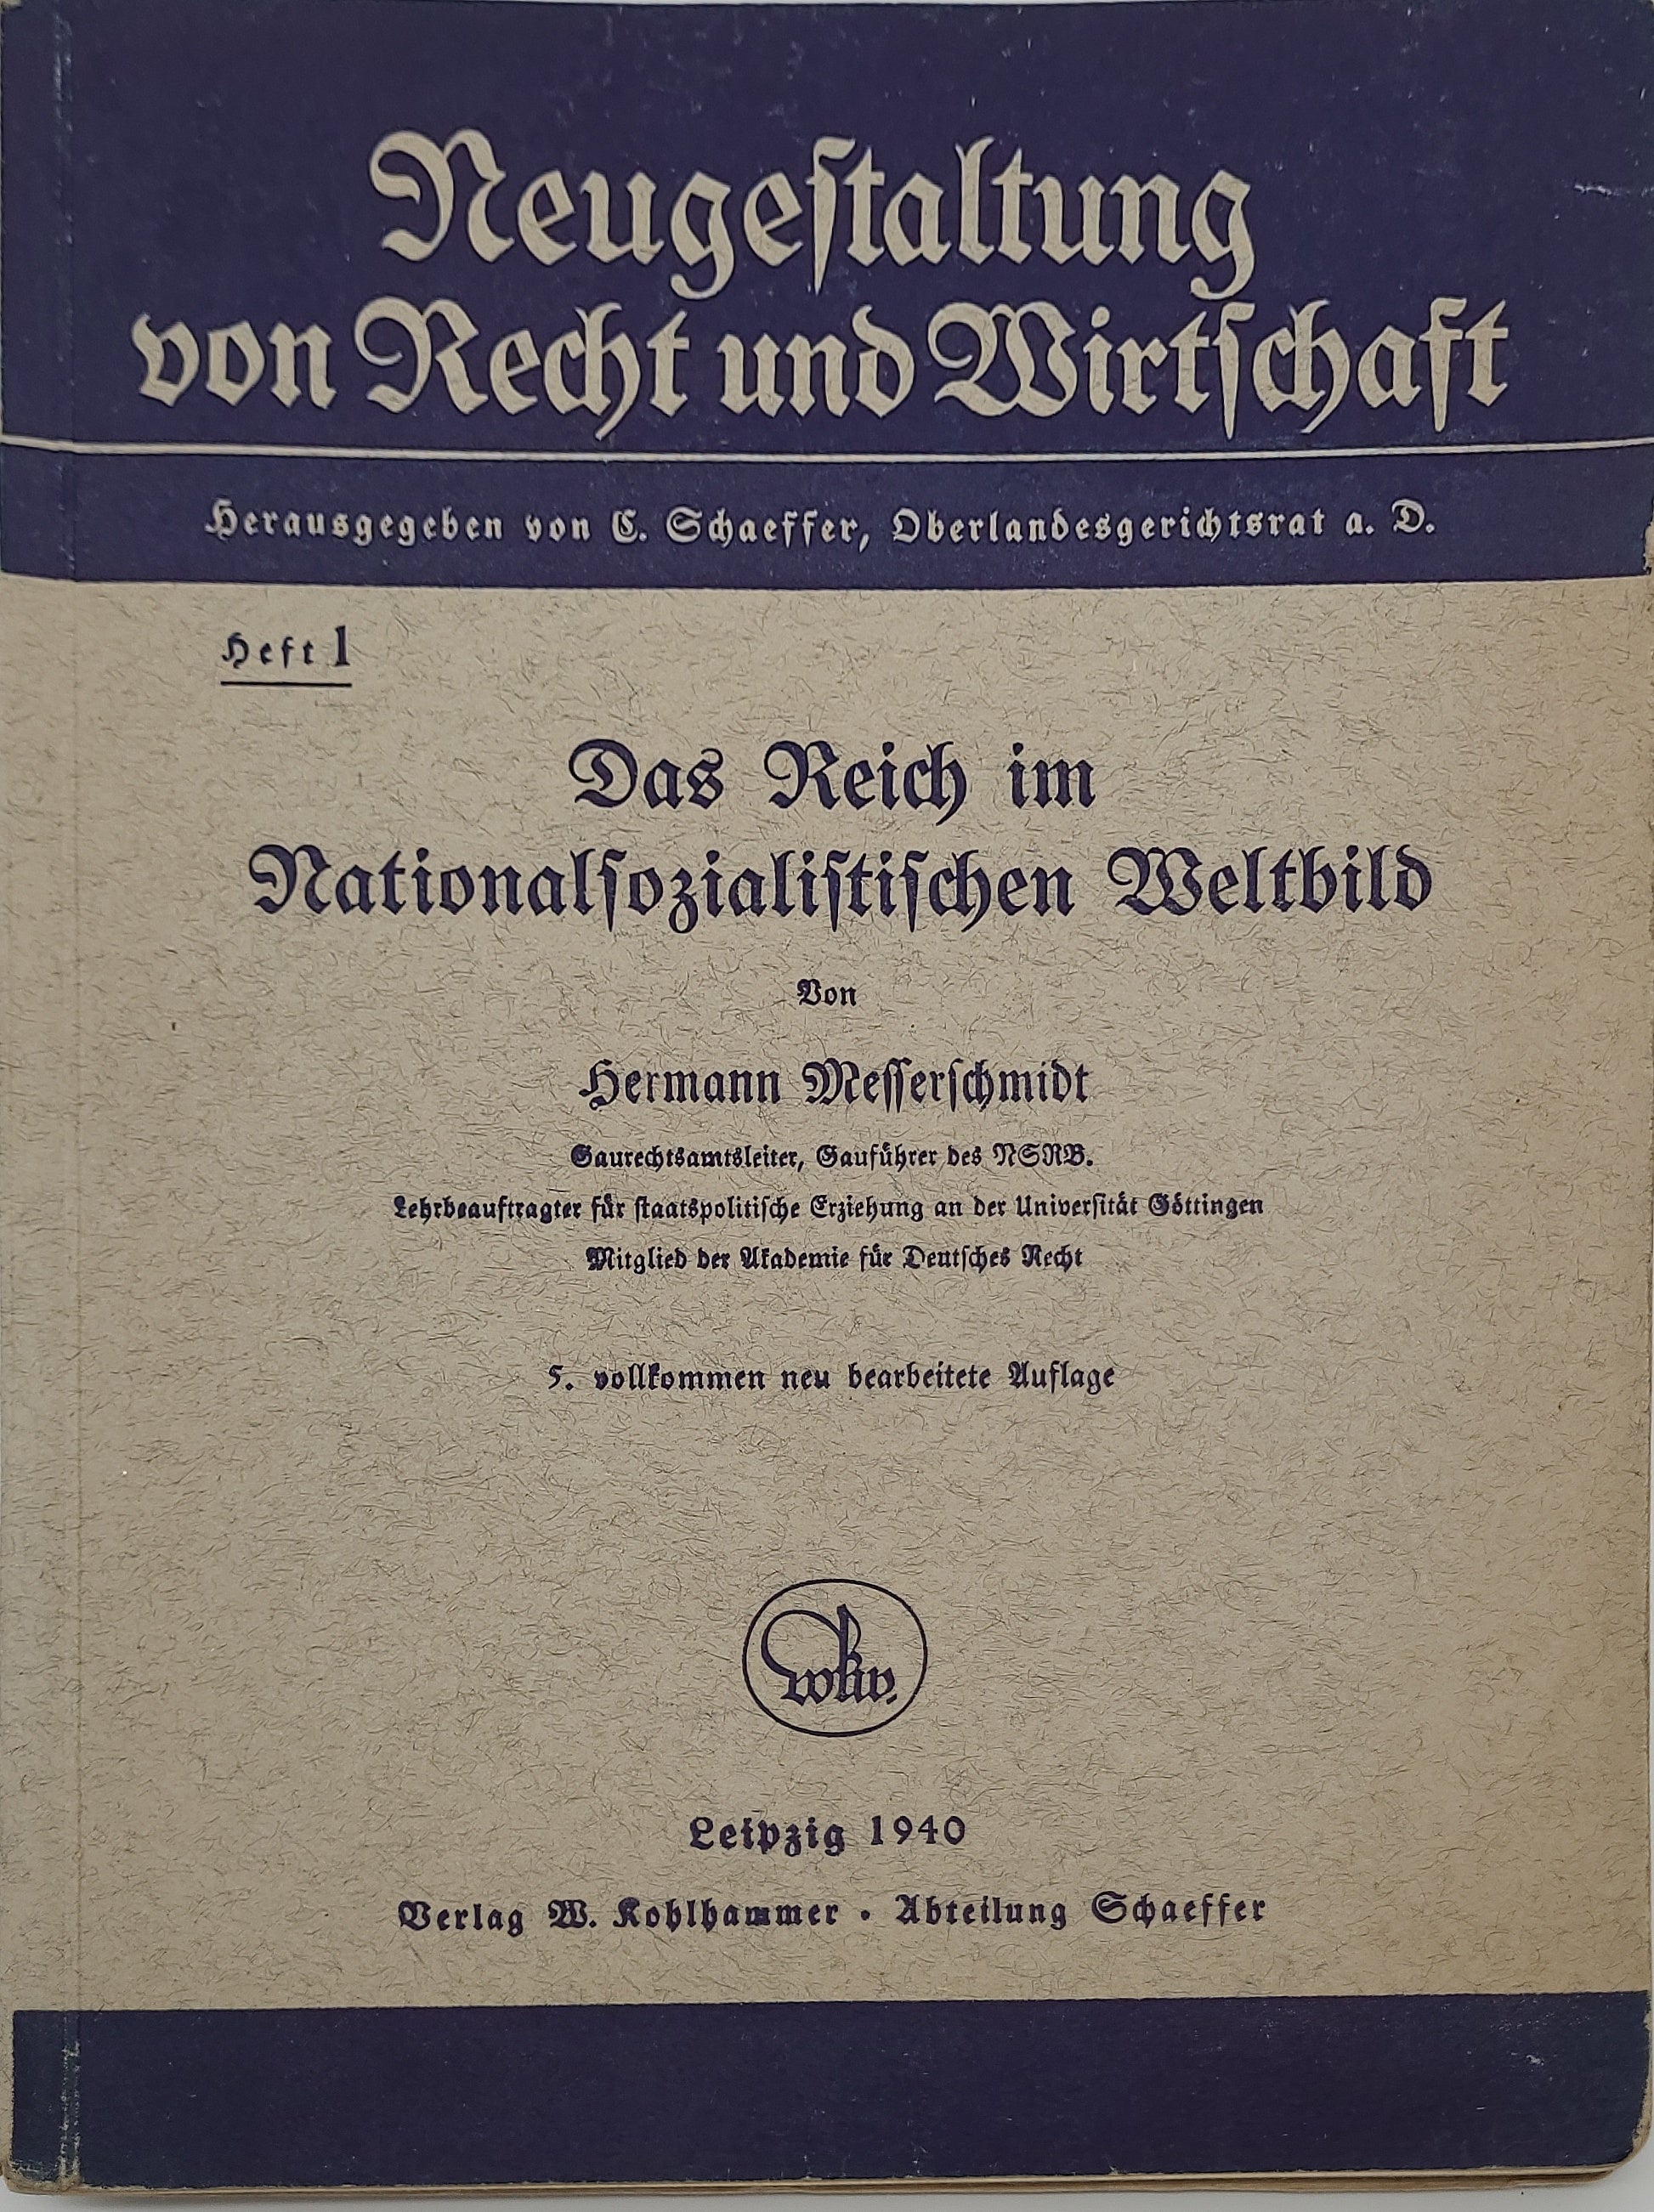 Neugestaltung
von Recht und Wirtschaft
Herausgegeben von C. Schaeffer, Oberlandesgerichtsrat a. D.
Heft 1
Das Reich im
Nationalsozialistischen Weltbild
Von
Hermann Messerschmidt
Gaurechtsamtsleiter, Gauführer des NSRB.
Lehrbeauftragter für staatspolitische Erziehung an der Universität Göttingen
Mitglied der Akademie für Deutsches Recht
5. vollkommen neu bearbeitete Auflage
wkv.
Leipzig 1940
Verlag W. Kohlhammer · Abteilung Schaeffer